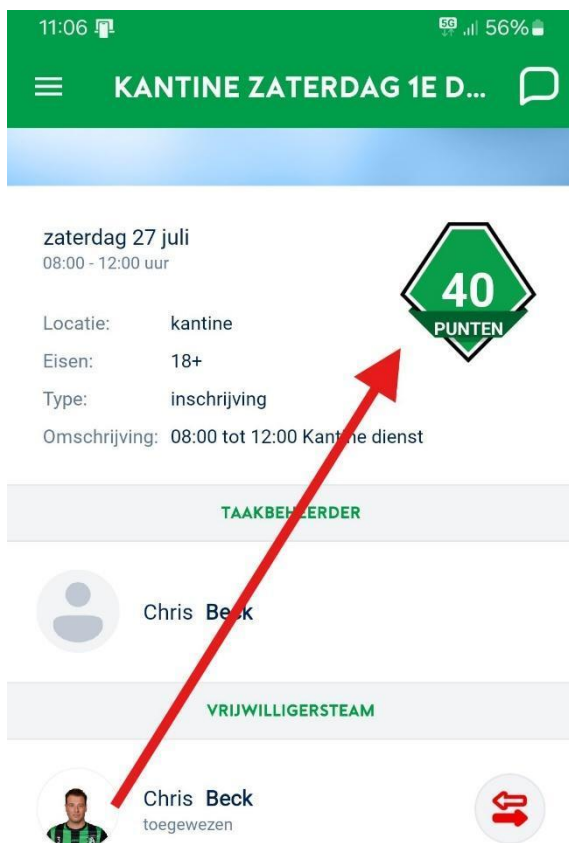 11:06 5G 56%
KANTINE ZATERDAG 1E D...
zaterdag 27 juli
08:00 - 12:00 uur
40
PUNTEN
Locatie: kantine
Eisen: 18+
Type: inschrijving
Omschrijving: 08:00 tot 12:00 Kantine dienst
TAAKBEHEERDER
Chris Beck
VRIJWILLIGERSTEAM
Chris Beck
toegewezen